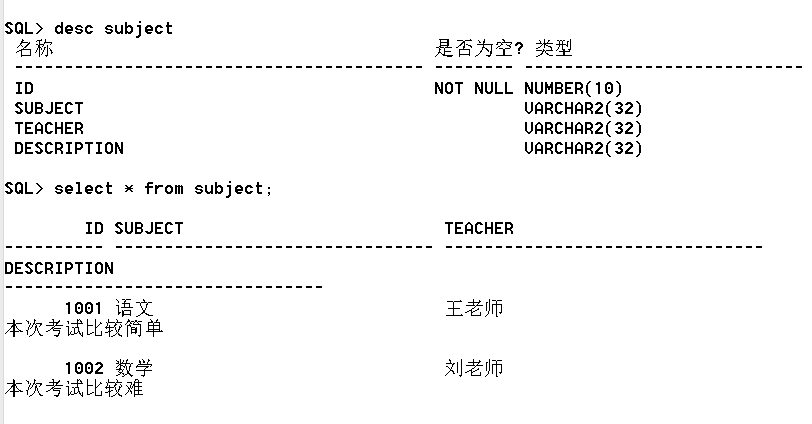 SQL> desc subject
名称 是否为空? 类型
----------------------------------------- -------- ----------------------------
ID NOT NULL NUMBER(10)
SUBJECT VARCHAR2(32)
TEACHER VARCHAR2(32)
DESCRIPTION VARCHAR2(32)
SQL> select * from subject;
ID SUBJECT TEACHER
---------- -------------------------------- --------------------------------
DESCRIPTION
--------------------------------
1001 语文 王老师
本次考试比较简单
1002 数学 刘老师
本次考试比较难